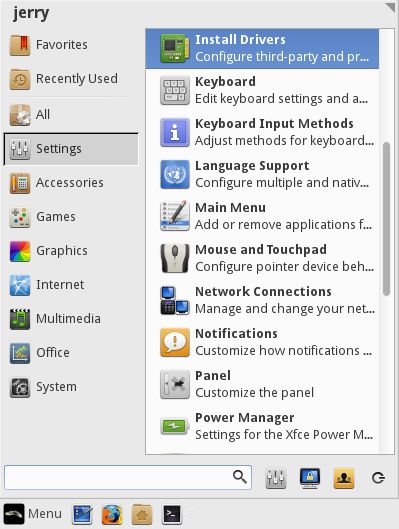 jerry
Favorites
Recently Used
All
Settings
Accessories
Games
Graphics
Internet
Multimedia
Office
System
Install Drivers
Configure third-party and pr...
Keyboard
Edit keyboard settings and a...
Keyboard Input Methods
Adjust methods for keyboard...
Language Support
Configure multiple and nativ...
Main Menu
Add or remove applications f...
Mouse and Touchpad
Configure pointer device beh...
Network Connections
Manage and change your net...
Notifications
Customize how notifications ...
Panel
Customize the panel
Power Manager
Settings for the Xfce Power M...
Menu